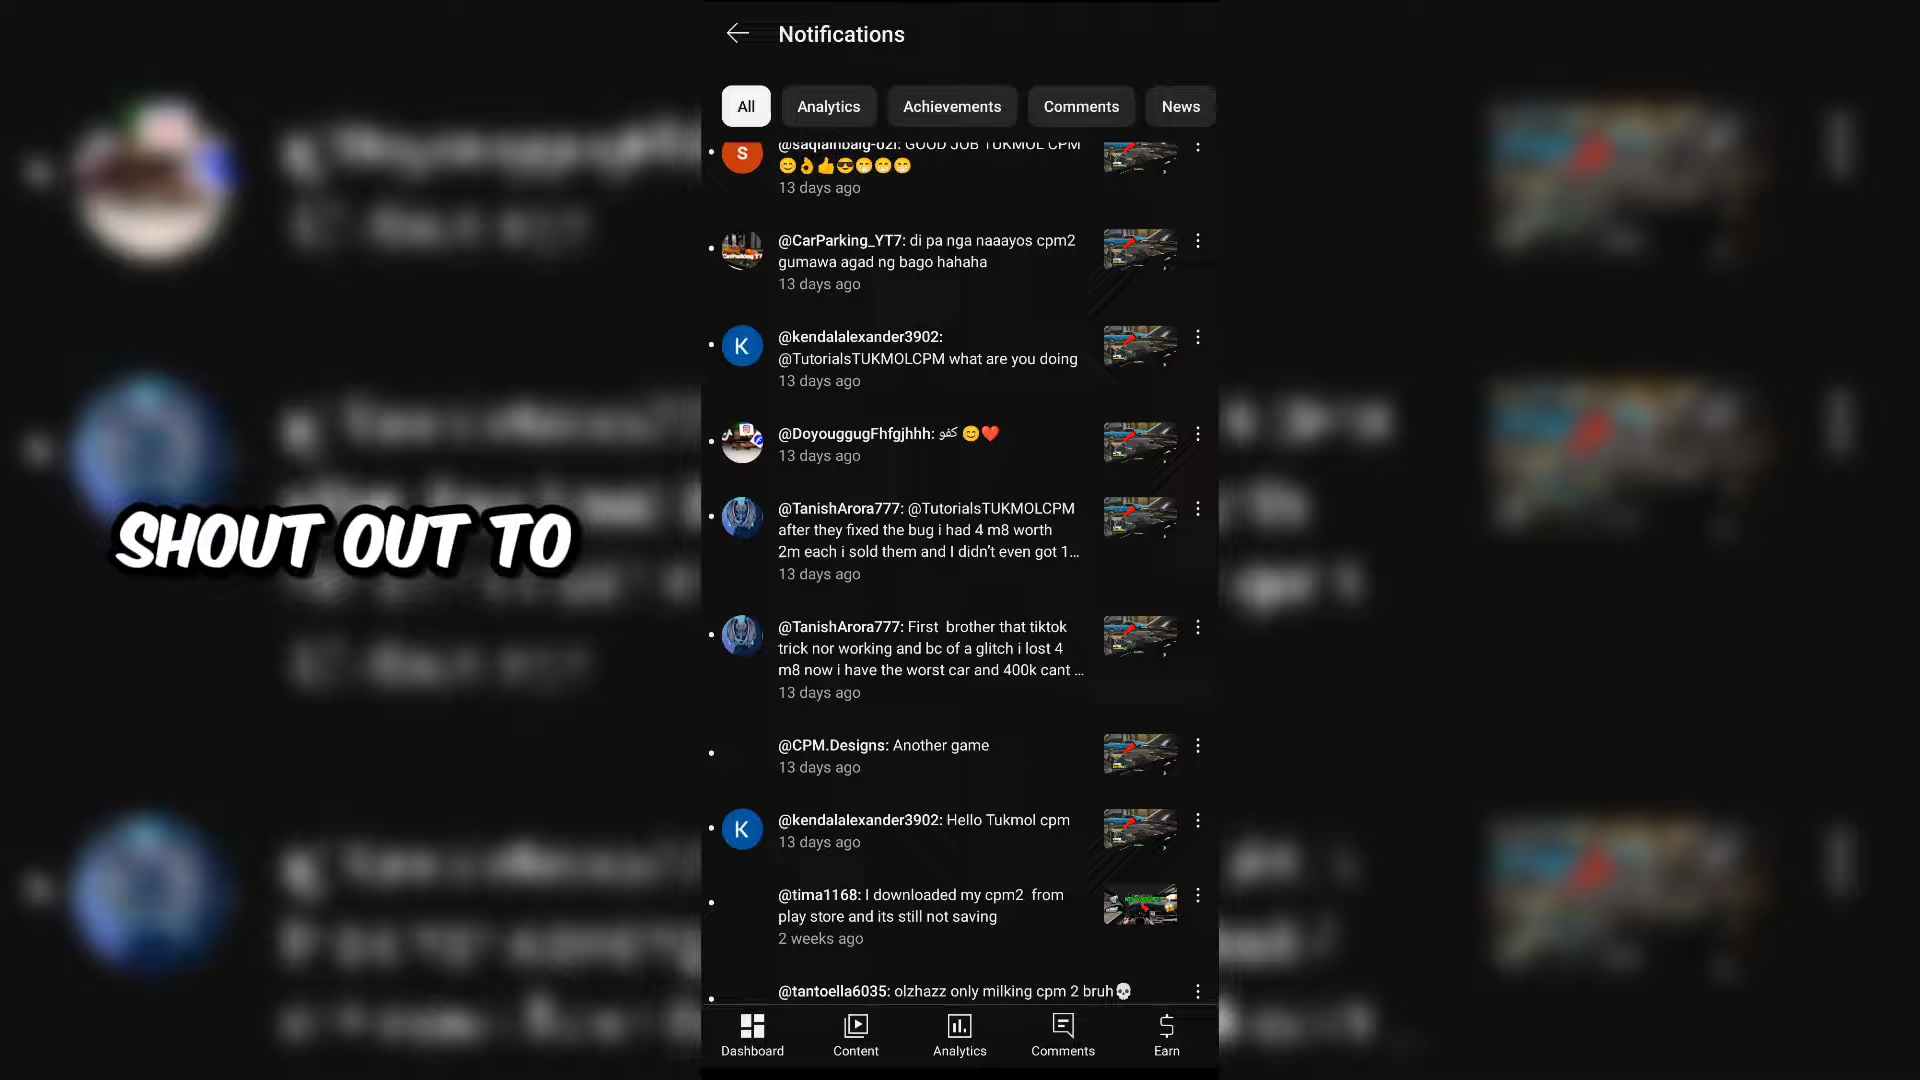 Notifications
All
Analytics
Achievements
Comments
News
GOOD JOB TUKMOL CPM
😊👌👍😎😁😁😁
13 days ago
@CarParking_YT7: di pa nga naaayos cpm2
gumawa agad ng bago hahaha
13 days ago
@kendalalexander3902:
@TutorialsTUKMOLCPM what are you doing
13 days ago
@DoyouggugFhfgjhhh: كفو 😊❤️
13 days ago
@TanishArora777: @TutorialsTUKMOLCPM
after they fixed the bug i had 4 m8 worth
2m each i sold them and I didn't even got 1...
13 days ago
@TanishArora777: First brother that tiktok
trick nor working and bc of a glitch i lost 4
m8 now i have the worst car and 400k cant ...
13 days ago
@CPM.Designs: Another game
13 days ago
@kendalalexander3902: Hello Tukmol cpm
13 days ago
@tima1168: I downloaded my cpm2 from
play store and its still not saving
2 weeks ago
@tantoella6035: olzhazz only milking cpm 2 bruh💀
Dashboard
Content
Analytics
Comments
Earn
SHOUT OUT TO